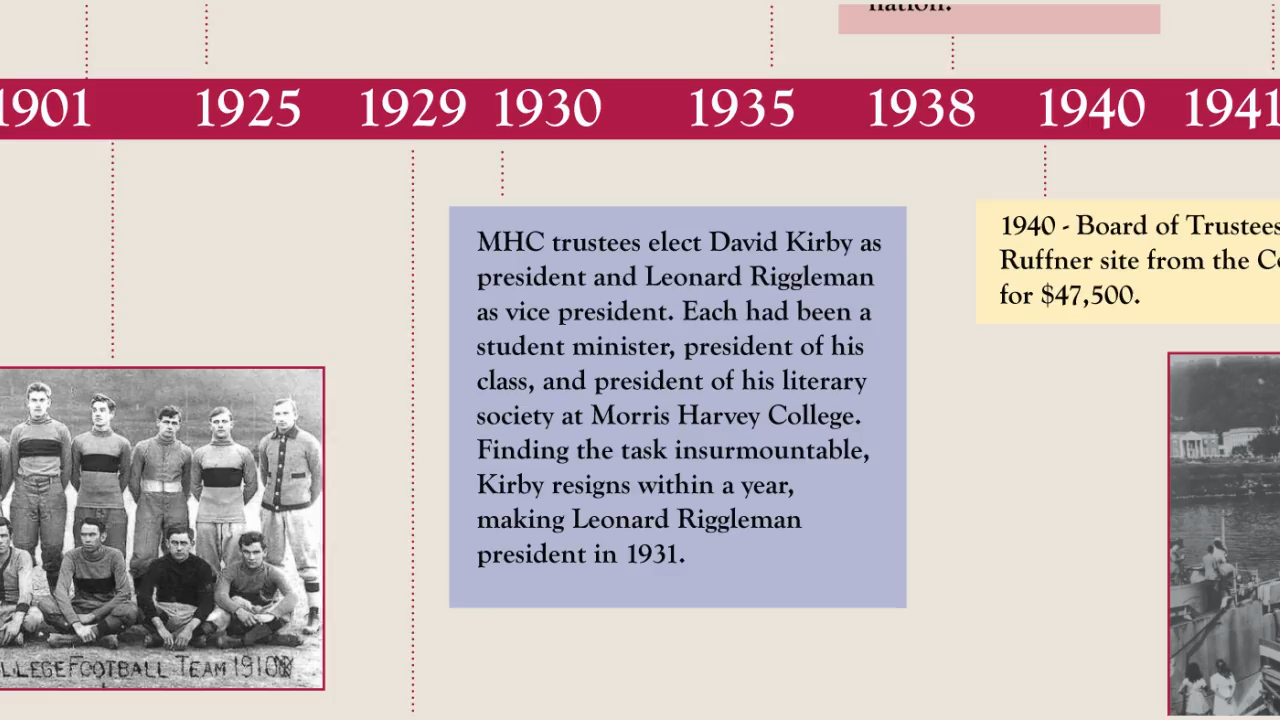 nation.
1901 1925 1929 1930 1935 1938 1940 1941
MHC trustees elect David Kirby as
president and Leonard Riggleman
as vice president. Each had been a
student minister, president of his
class, and president of his literary
society at Morris Harvey College.
Finding the task insurmountable,
Kirby resigns within a year,
making Leonard Riggleman
president in 1931.
1940 - Board of Trustees
Ruffner site from the
for $47,500.
FOOTBALL TEAM